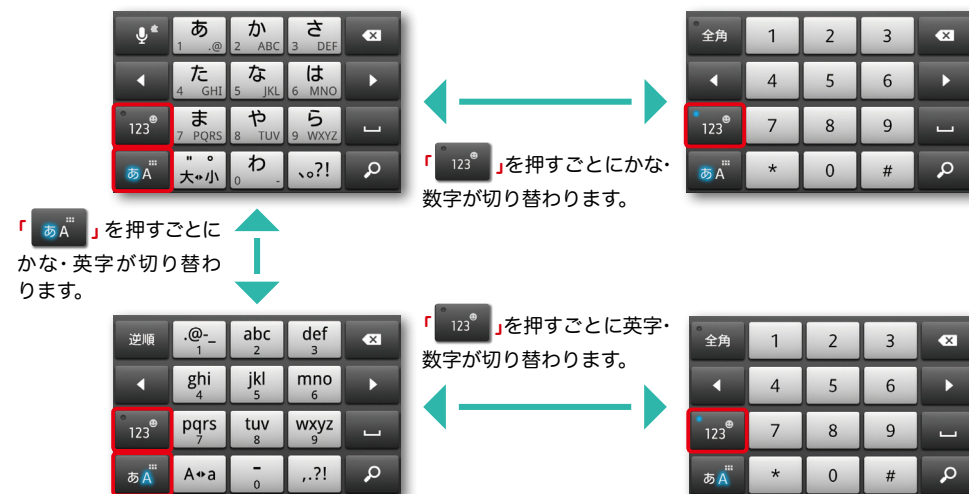 あ か さ
1 .@ 2 ABC 3 DEF
た な は
4 GHI 5 JKL 6 MNO
123 ま や ら
7 PQRS 8 TUV 9 WXYZ
あA 大⇔小 わ 、。?!
0 -
全角 1 2 3
4 5 6
123 7 8 9
あA * 0 #
「123」を押すごとにかな・
数字が切り替わります。
「あA」を押すごとに
かな・英字が切り替わ
ります。
逆順 .@-_ abc def
1 2 3
ghi jkl mno
4 5 6
123 pqrs tuv wxyz
7 8 9
あA A⇔a - ,.?!
0
「123」を押すごとに英字・
数字が切り替わります。
全角 1 2 3
4 5 6
123 7 8 9
あA * 0 #